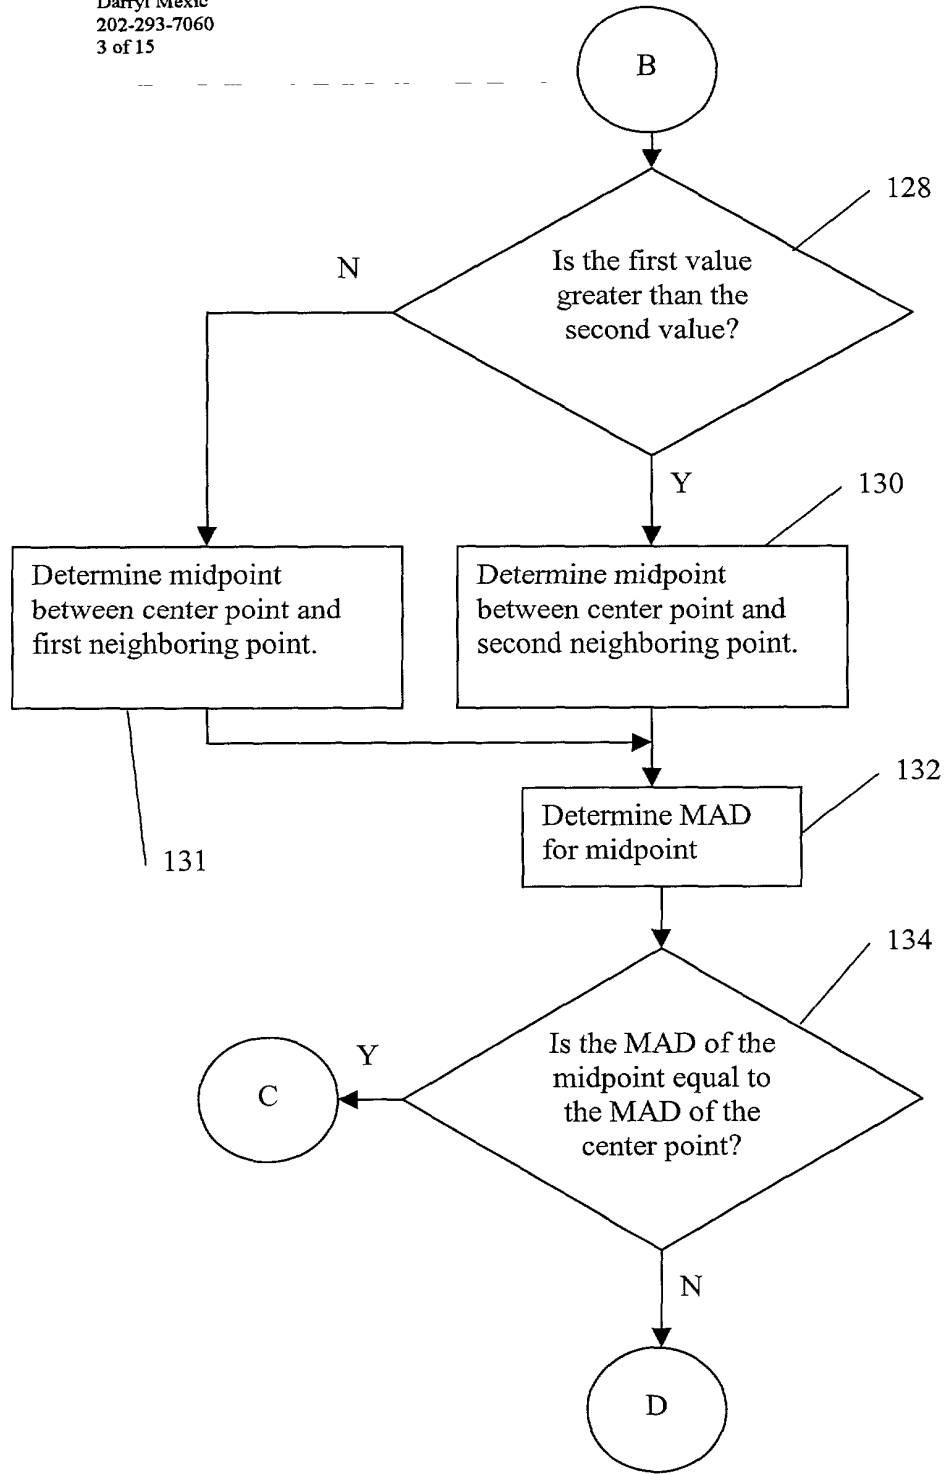 Darryl Mexic
202-293-7060
3 of 15
B
128
Is the first value
greater than the
second value?
N
Y
130
Determine midpoint
between center point and
first neighboring point.
Determine midpoint
between center point and
second neighboring point.
131
132
Determine MAD
for midpoint
134
Is the MAD of the
midpoint equal to
the MAD of the
center point?
Y
C
N
D